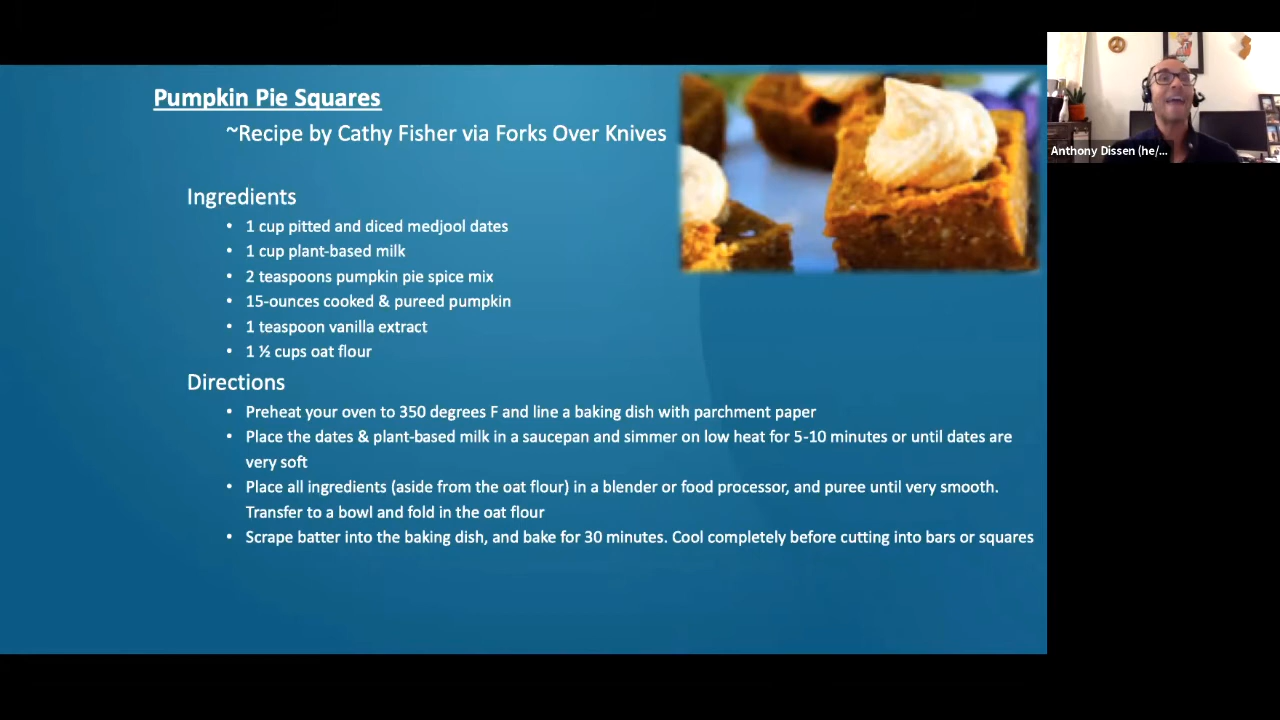 Pumpkin Pie Squares
~Recipe by Cathy Fisher via Forks Over Knives
Ingredients
• 1 cup pitted and diced medjool dates
• 1 cup plant-based milk
• 2 teaspoons pumpkin pie spice mix
• 15-ounces cooked & pureed pumpkin
• 1 teaspoon vanilla extract
• 1 ½ cups oat flour
Directions
• Preheat your oven to 350 degrees F and line a baking dish with parchment paper
• Place the dates & plant-based milk in a saucepan and simmer on low heat for 5-10 minutes or until dates are
very soft
• Place all ingredients (aside from the oat flour) in a blender or food processor, and puree until very smooth.
Transfer to a bowl and fold in the oat flour
• Scrape batter into the baking dish, and bake for 30 minutes. Cool completely before cutting into bars or squares
Anthony Dissen (he/...